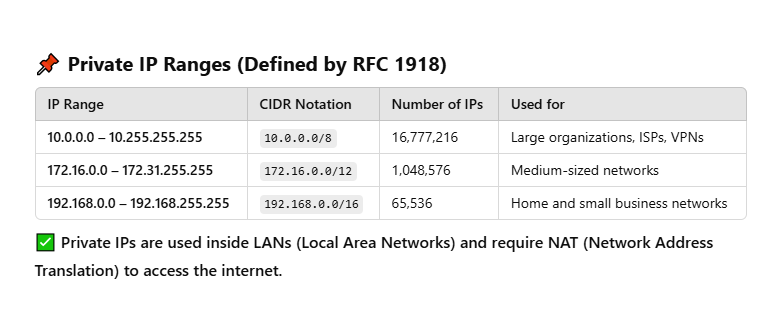 📌 Private IP Ranges (Defined by RFC 1918)
IP Range CIDR Notation Number of IPs Used for
10.0.0.0 – 10.255.255.255 10.0.0.0/8 16,777,216 Large organizations, ISPs, VPNs
172.16.0.0 – 172.31.255.255 172.16.0.0/12 1,048,576 Medium-sized networks
192.168.0.0 – 192.168.255.255 192.168.0.0/16 65,536 Home and small business networks
✅ Private IPs are used inside LANs (Local Area Networks) and require NAT (Network Address
Translation) to access the internet.